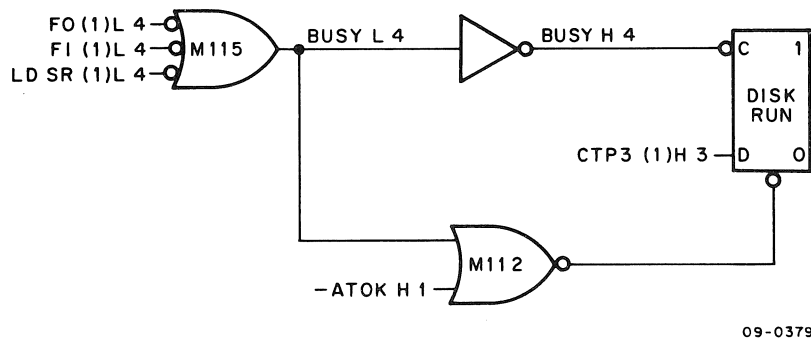 FO (1)L 4
FI (1)L 4
LD SR (1)L 4
M115
BUSY L 4
BUSY H 4
C 1
DISK
RUN
CTP3 (1)H 3
D 0
M112
-ATOK H 1
09-0379